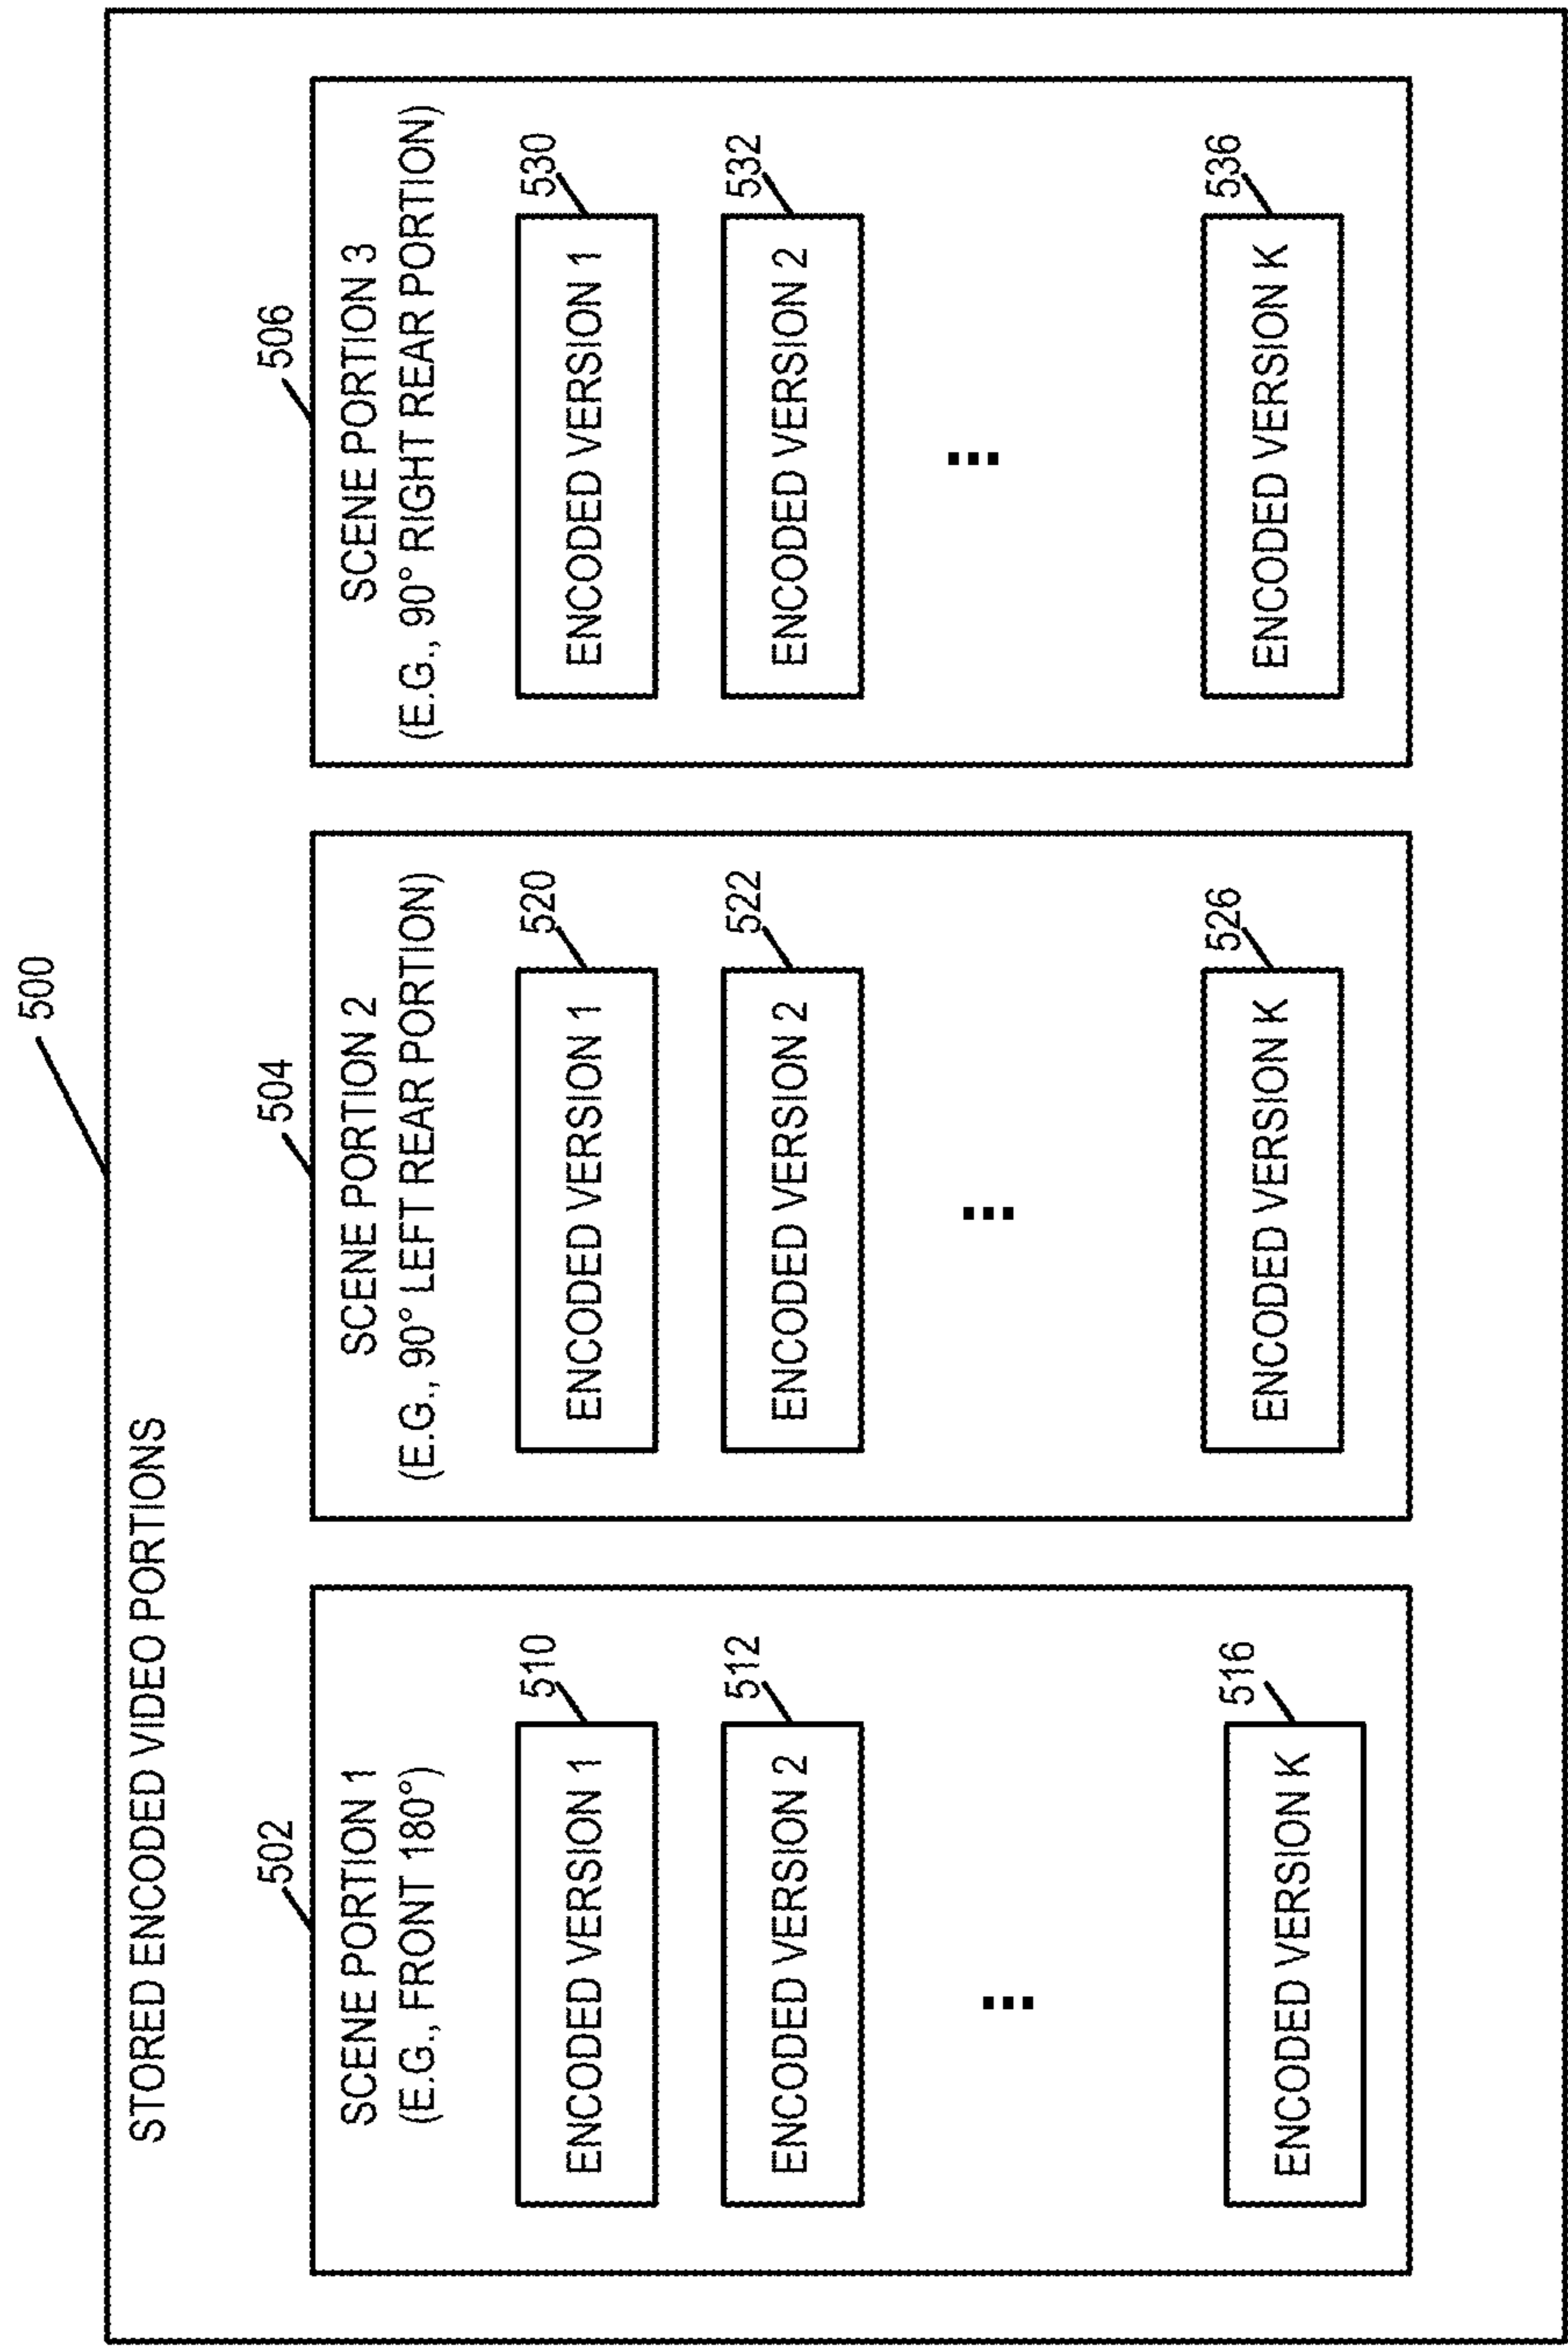 500
STORED ENCODED VIDEO PORTIONS
502
SCENE PORTION 1
(E.G., FRONT 180°)
510
ENCODED VERSION 1
512
ENCODED VERSION 2
...
516
ENCODED VERSION K
504
SCENE PORTION 2
(E.G., 90° LEFT REAR PORTION)
520
ENCODED VERSION 1
522
ENCODED VERSION 2
...
526
ENCODED VERSION K
506
SCENE PORTION 3
(E.G., 90° RIGHT REAR PORTION)
530
ENCODED VERSION 1
532
ENCODED VERSION 2
...
536
ENCODED VERSION K